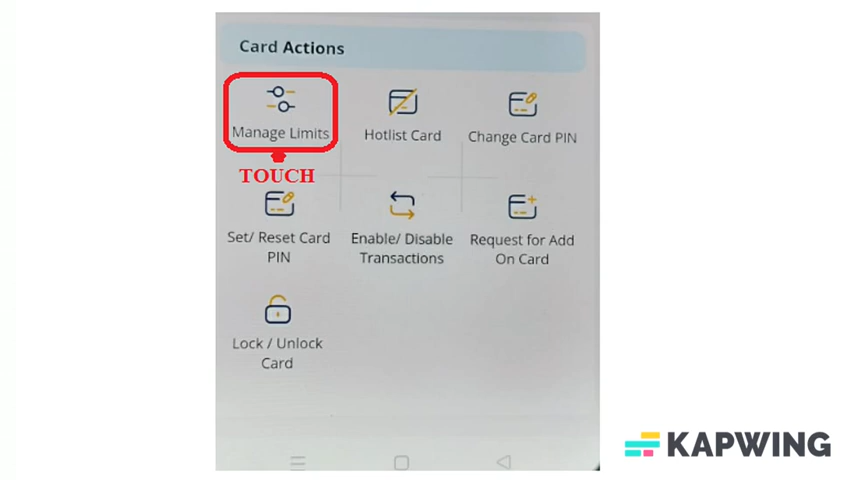 Card Actions
Manage Limits
Hotlist Card
Change Card PIN
TOUCH
Set/ Reset Card
PIN
Enable/ Disable
Transactions
Request for Add
On Card
Lock / Unlock
Card
KAPWING